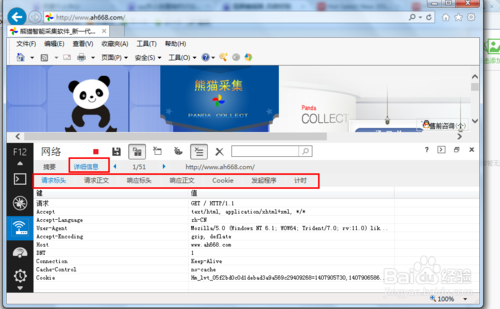 http://www.ah668.com/
熊猫智能采集软件_新一代...
文件(F) 编辑(E) 查看(V) 收藏夹(A) 工具(T) 帮助(H)
页面(P) 安全(S) 工具(O)
熊猫采集
PANDA COLLECT
Panda
COLLECT
售前咨询
F12 网络
摘要 详细信息 1/51 http://www.ah668.com/
请求标头 请求正文 响应标头 响应正文 Cookie 发起程序 计时
键 值
请求 GET / HTTP/1.1
Accept text/html, application/xhtml+xml, */*
Accept-Language zh-CN
User-Agent Mozilla/5.0 (Windows NT 6.1; WOW64; Trident/7.0; rv:11.0) lik...
Accept-Encoding gzip, deflate
Host www.ah668.com
DNT 1
Connection Keep-Alive
Cache-Control no-cache
Cookie
100%
Baidu 经验